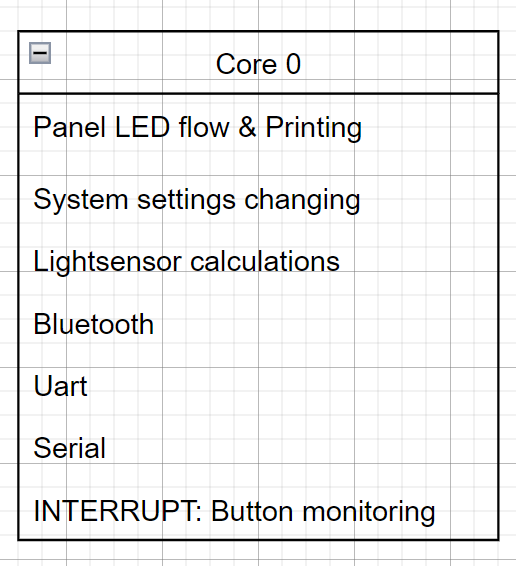 Core 0
Panel LED flow & Printing
System settings changing
Lightsensor calculations
Bluetooth
Uart
Serial
INTERRUPT: Button monitoring